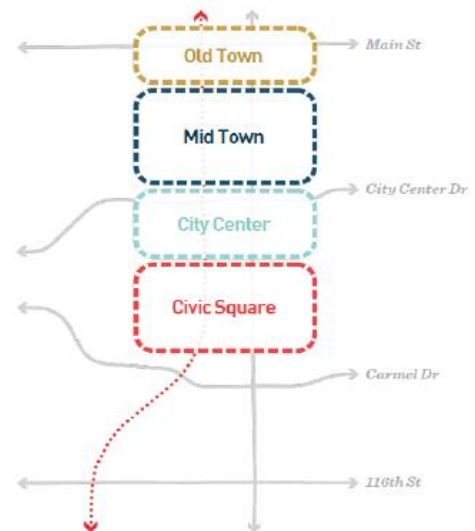 Main St
Old Town
Mid Town
City Center Dr
City Center
Civic Square
Carmel Dr
116th St